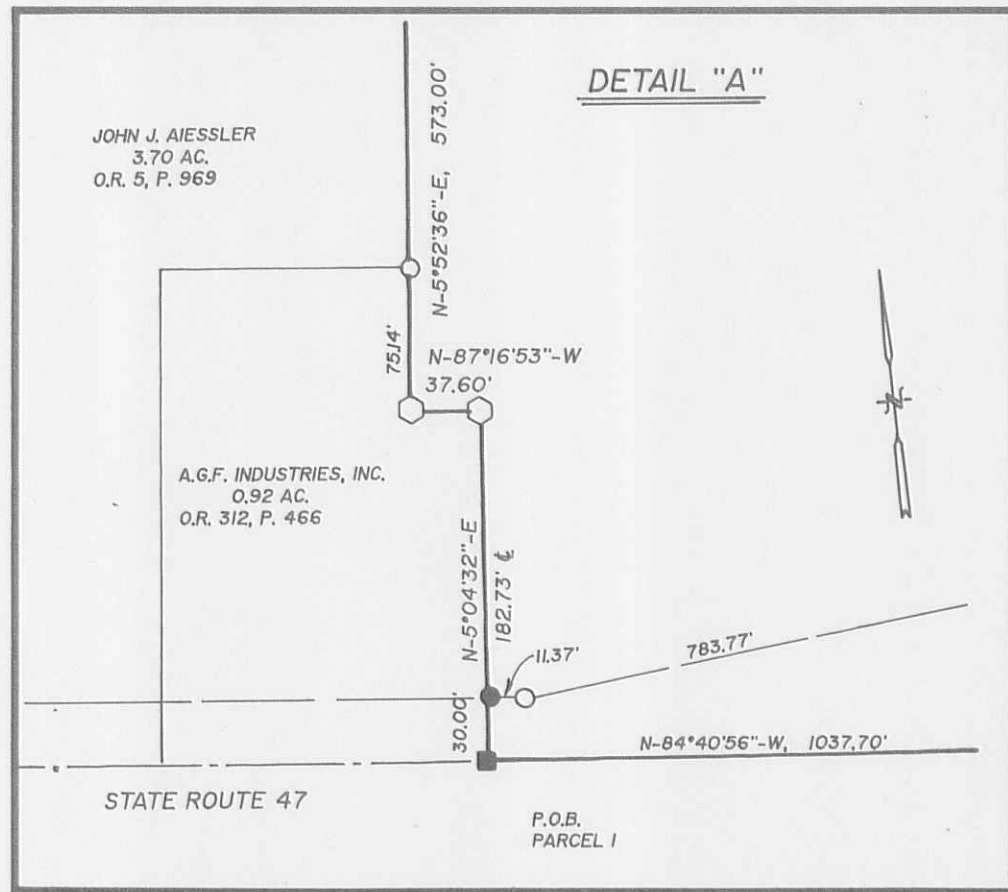 DETAIL "A"
JOHN J. AIESSLER
3.70 AC.
O.R. 5, P. 969
N-5°52'36"-E, 573.00'
75.14'
N-87°16'53"-W
37.60'
A.G.F. INDUSTRIES, INC.
0.92 AC.
O.R. 312, P. 466
N-5°04'32"-E
182.73' ℄
11.37'
783.77'
30.00'
N-84°40'56"-W, 1037.70'
STATE ROUTE 47
P.O.B.
PARCEL I
N